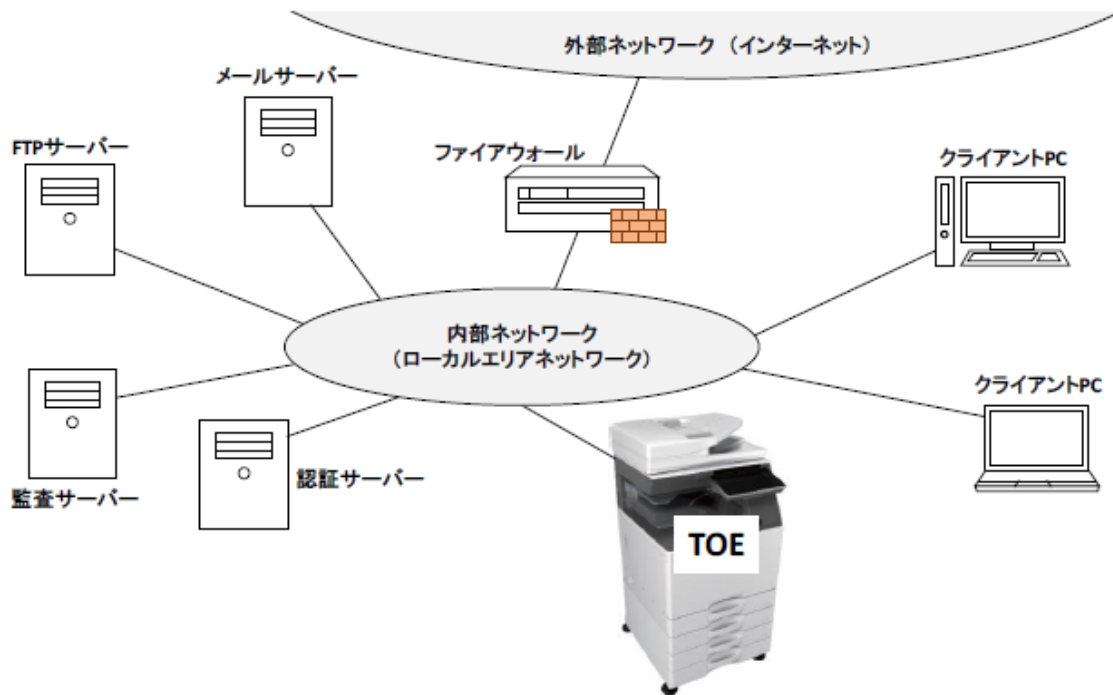 外部ネットワーク （インターネット）
メールサーバー
FTPサーバー
ファイアウォール
クライアントPC
内部ネットワーク
（ローカルエリアネットワーク）
クライアントPC
監査サーバー
認証サーバー
TOE